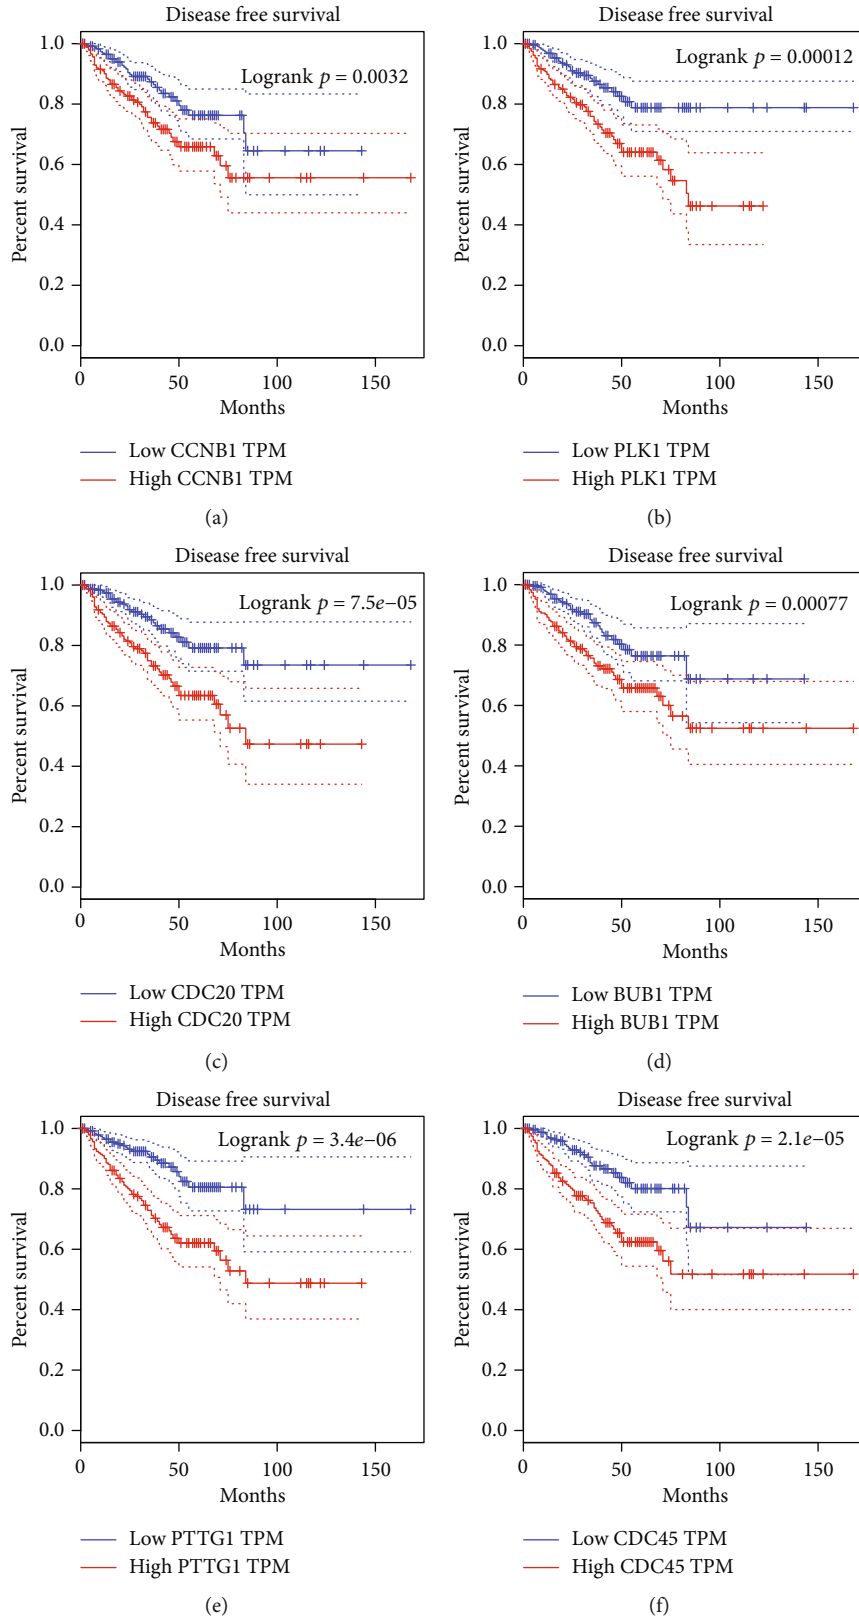 Disease free survival
Logrank p = 0.0032
Percent survival
1.0
0.8
0.6
0.4
0.2
0.0
0 50 100 150
Months
Low CCNB1 TPM
High CCNB1 TPM
(a)
Disease free survival
Logrank p = 0.00012
Percent survival
1.0
0.8
0.6
0.4
0.2
0.0
0 50 100 150
Months
Low PLK1 TPM
High PLK1 TPM
(b)
Disease free survival
Logrank p = 7.5e−05
Percent survival
1.0
0.8
0.6
0.4
0.2
0.0
0 50 100 150
Months
Low CDC20 TPM
High CDC20 TPM
(c)
Disease free survival
Logrank p = 0.00077
Percent survival
1.0
0.8
0.6
0.4
0.2
0.0
0 50 100 150
Months
Low BUB1 TPM
High BUB1 TPM
(d)
Disease free survival
Logrank p = 3.4e−06
Percent survival
1.0
0.8
0.6
0.4
0.2
0.0
0 50 100 150
Months
Low PTTG1 TPM
High PTTG1 TPM
(e)
Disease free survival
Logrank p = 2.1e−05
Percent survival
1.0
0.8
0.6
0.4
0.2
0.0
0 50 100 150
Months
Low CDC45 TPM
High CDC45 TPM
(f)